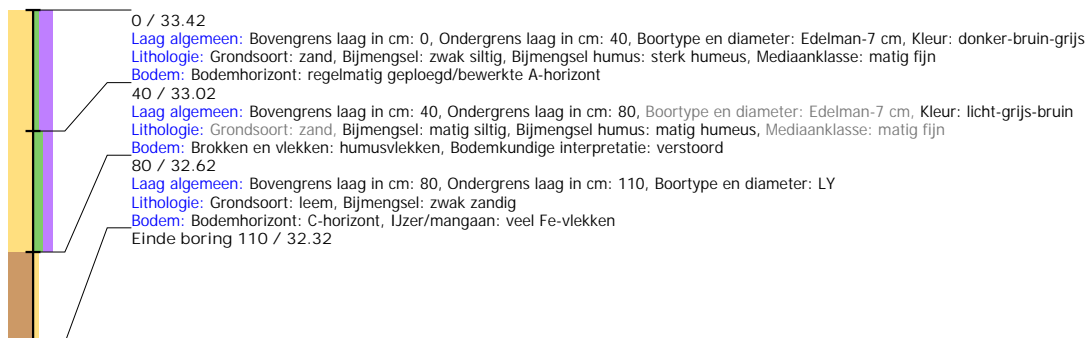 0 / 33.42
Laag algemeen: Bovengrens laag in cm: 0, Ondergrens laag in cm: 40, Boortype en diameter: Edelman-7 cm, Kleur: donker-bruin-grijs
Lithologie: Grondsoort: zand, Bijmengsel: zwak siltig, Bijmengsel humus: sterk humeus, Mediaanklasse: matig fijn
Bodem: Bodemhorizont: regelmatig geploegd/bewerkte A-horizont
40 / 33.02
Laag algemeen: Bovengrens laag in cm: 40, Ondergrens laag in cm: 80, Boortype en diameter: Edelman-7 cm, Kleur: licht-grijs-bruin
Lithologie: Grondsoort: zand, Bijmengsel: matig siltig, Bijmengsel humus: matig humeus, Mediaanklasse: matig fijn
Bodem: Brokken en vlekken: humusvlekken, Bodemkundige interpretatie: verstoord
80 / 32.62
Laag algemeen: Bovengrens laag in cm: 80, Ondergrens laag in cm: 110, Boortype en diameter: LY
Lithologie: Grondsoort: leem, Bijmengsel: zwak zandig
Bodem: Bodemhorizont: C-horizont, IJzer/mangaan: veel Fe-vlekken
Einde boring 110 / 32.32